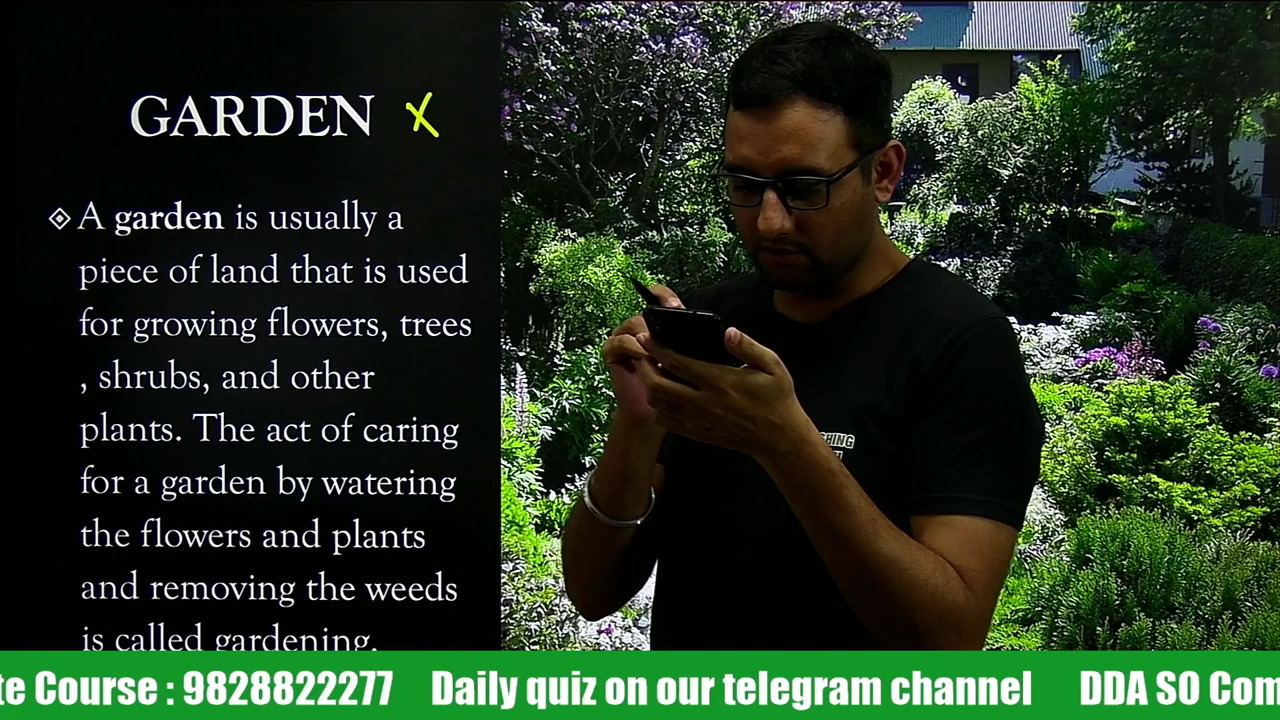 GARDEN X
A garden is usually a
piece of land that is used
for growing flowers, trees
, shrubs, and other
plants. The act of caring
for a garden by watering
the flowers and plants
and removing the weeds
is called gardening.
te Course : 9828822277 Daily quiz on our telegram channel DDA SO Com